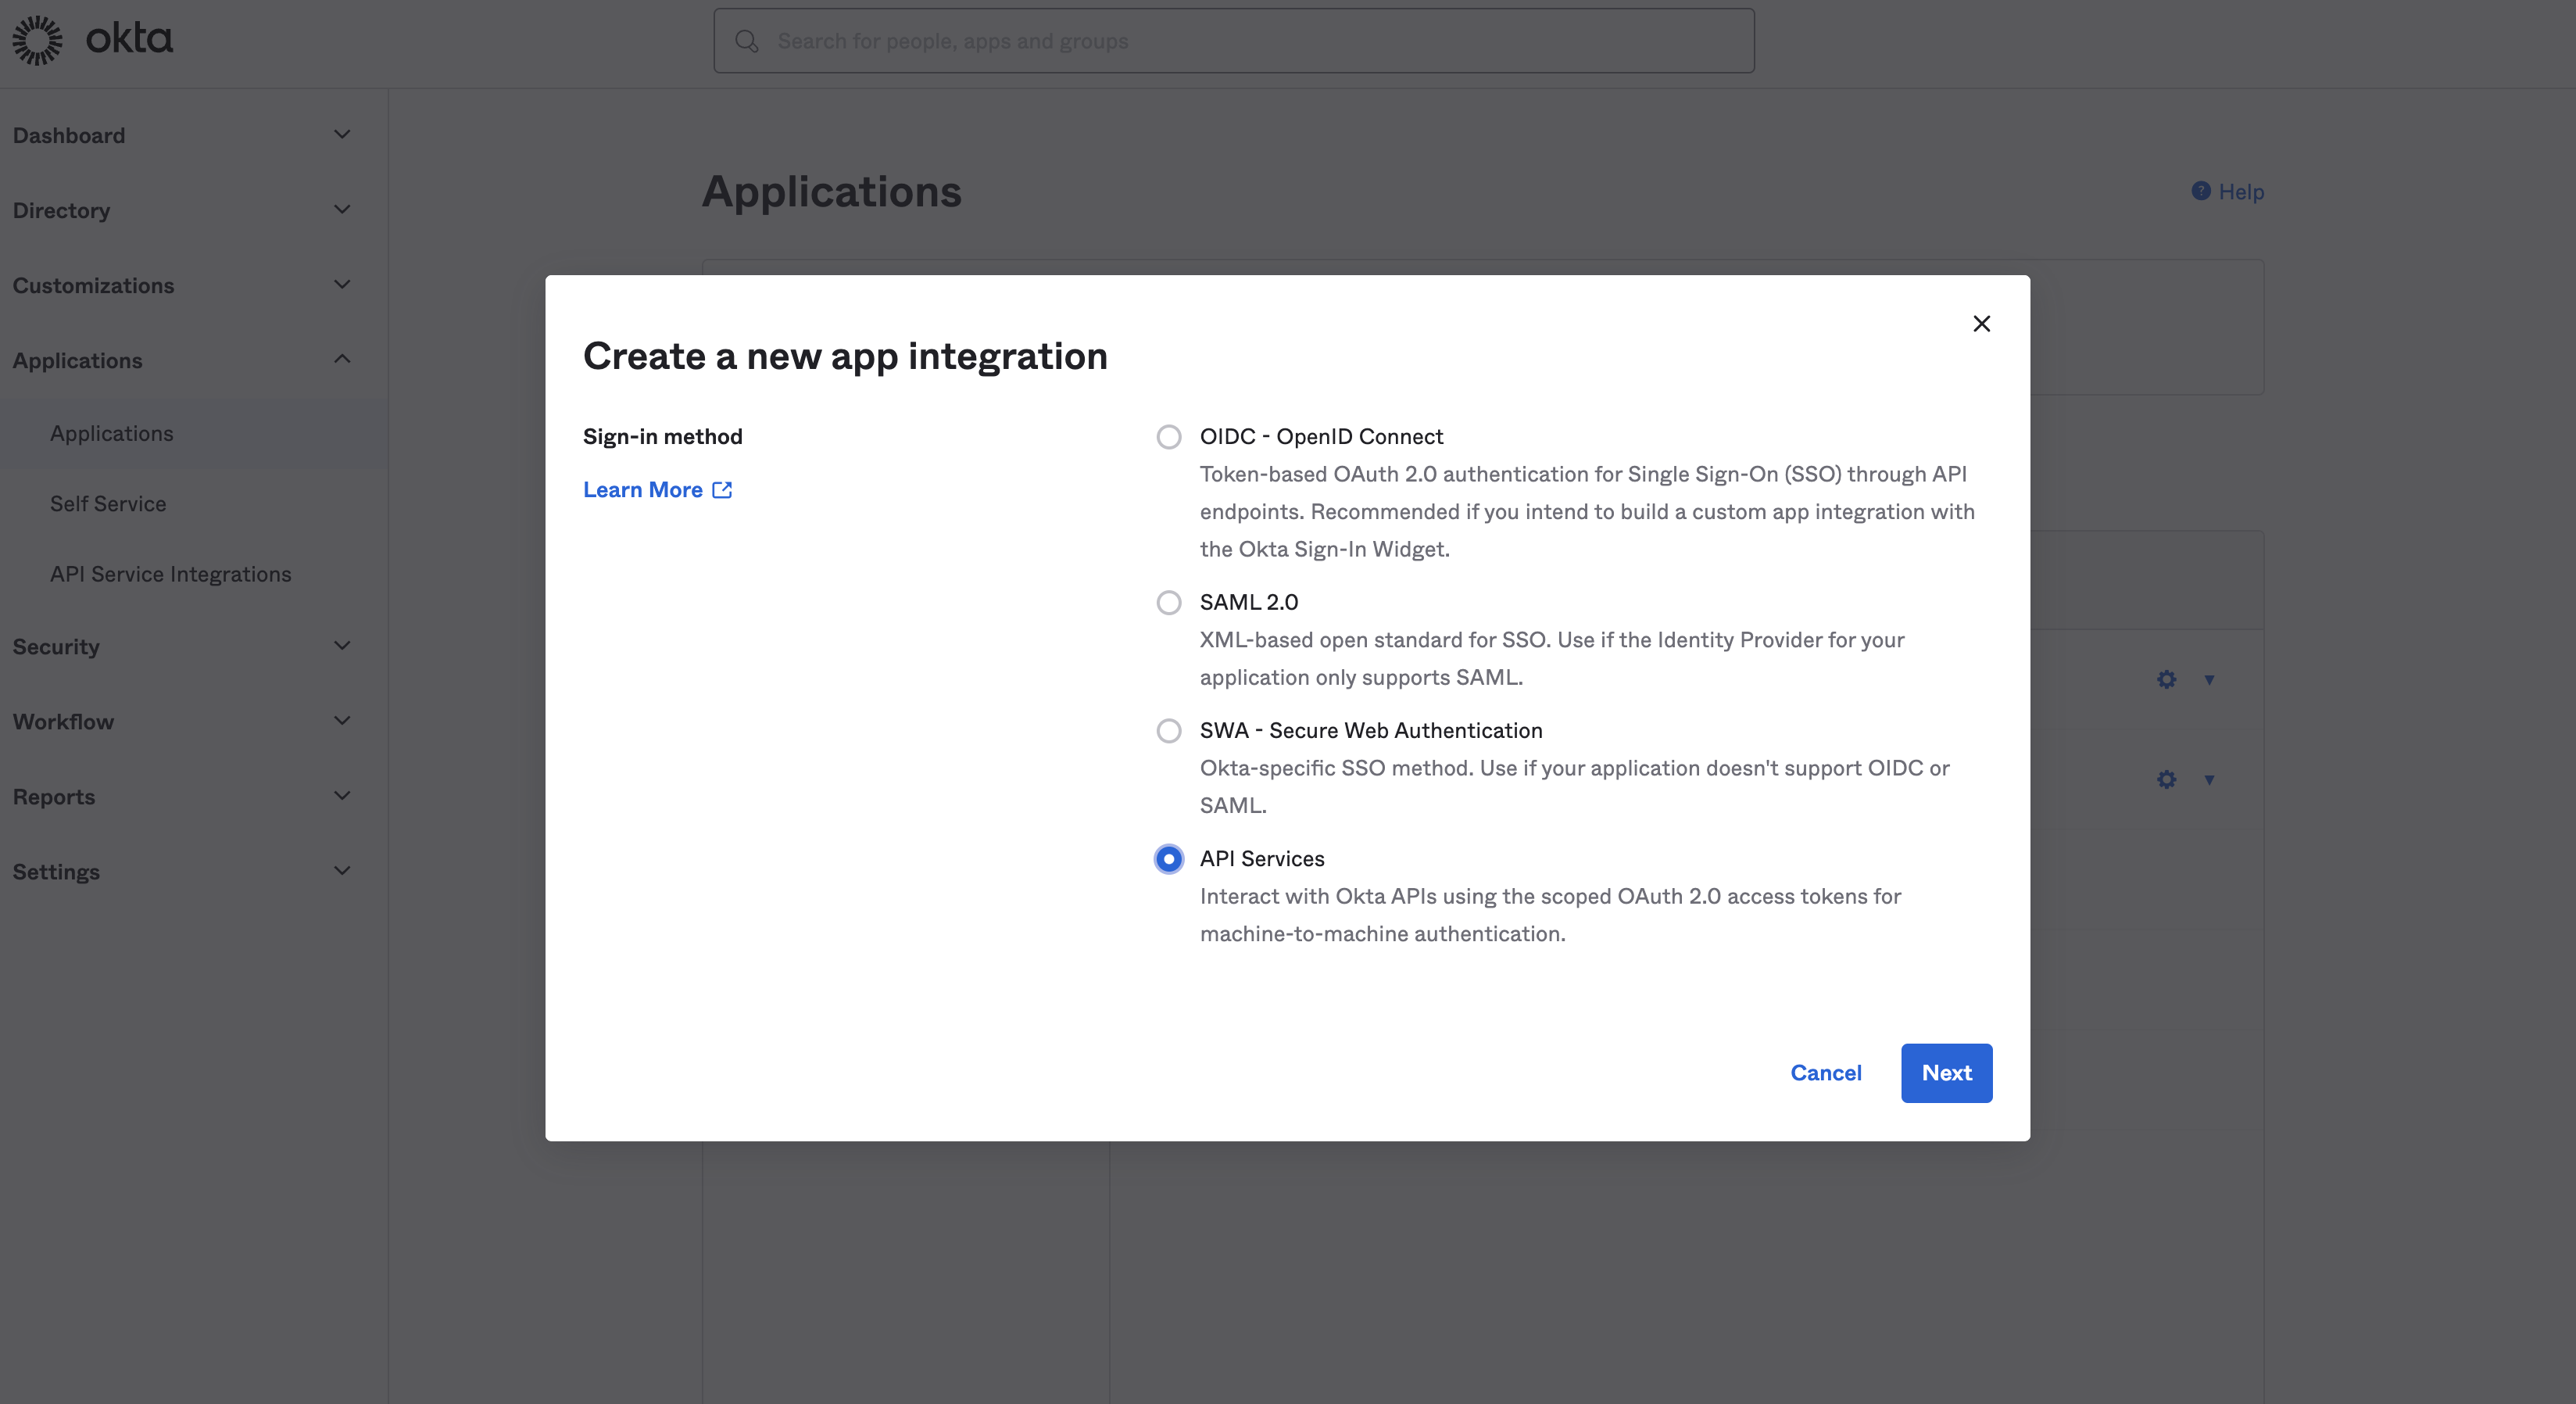 okta
Search for people, apps and groups
Dashboard
Directory
Customizations
Applications
Applications
Self Service
API Service Integrations
Security
Workflow
Reports
Settings
Applications
Help
Create a new app integration
Sign-in method
Learn More
OIDC - OpenID Connect
Token-based OAuth 2.0 authentication for Single Sign-On (SSO) through API
endpoints. Recommended if you intend to build a custom app integration with
the Okta Sign-In Widget.
SAML 2.0
XML-based open standard for SSO. Use if the Identity Provider for your
application only supports SAML.
SWA - Secure Web Authentication
Okta-specific SSO method. Use if your application doesn't support OIDC or
SAML.
API Services
Interact with Okta APIs using the scoped OAuth 2.0 access tokens for
machine-to-machine authentication.
Cancel
Next